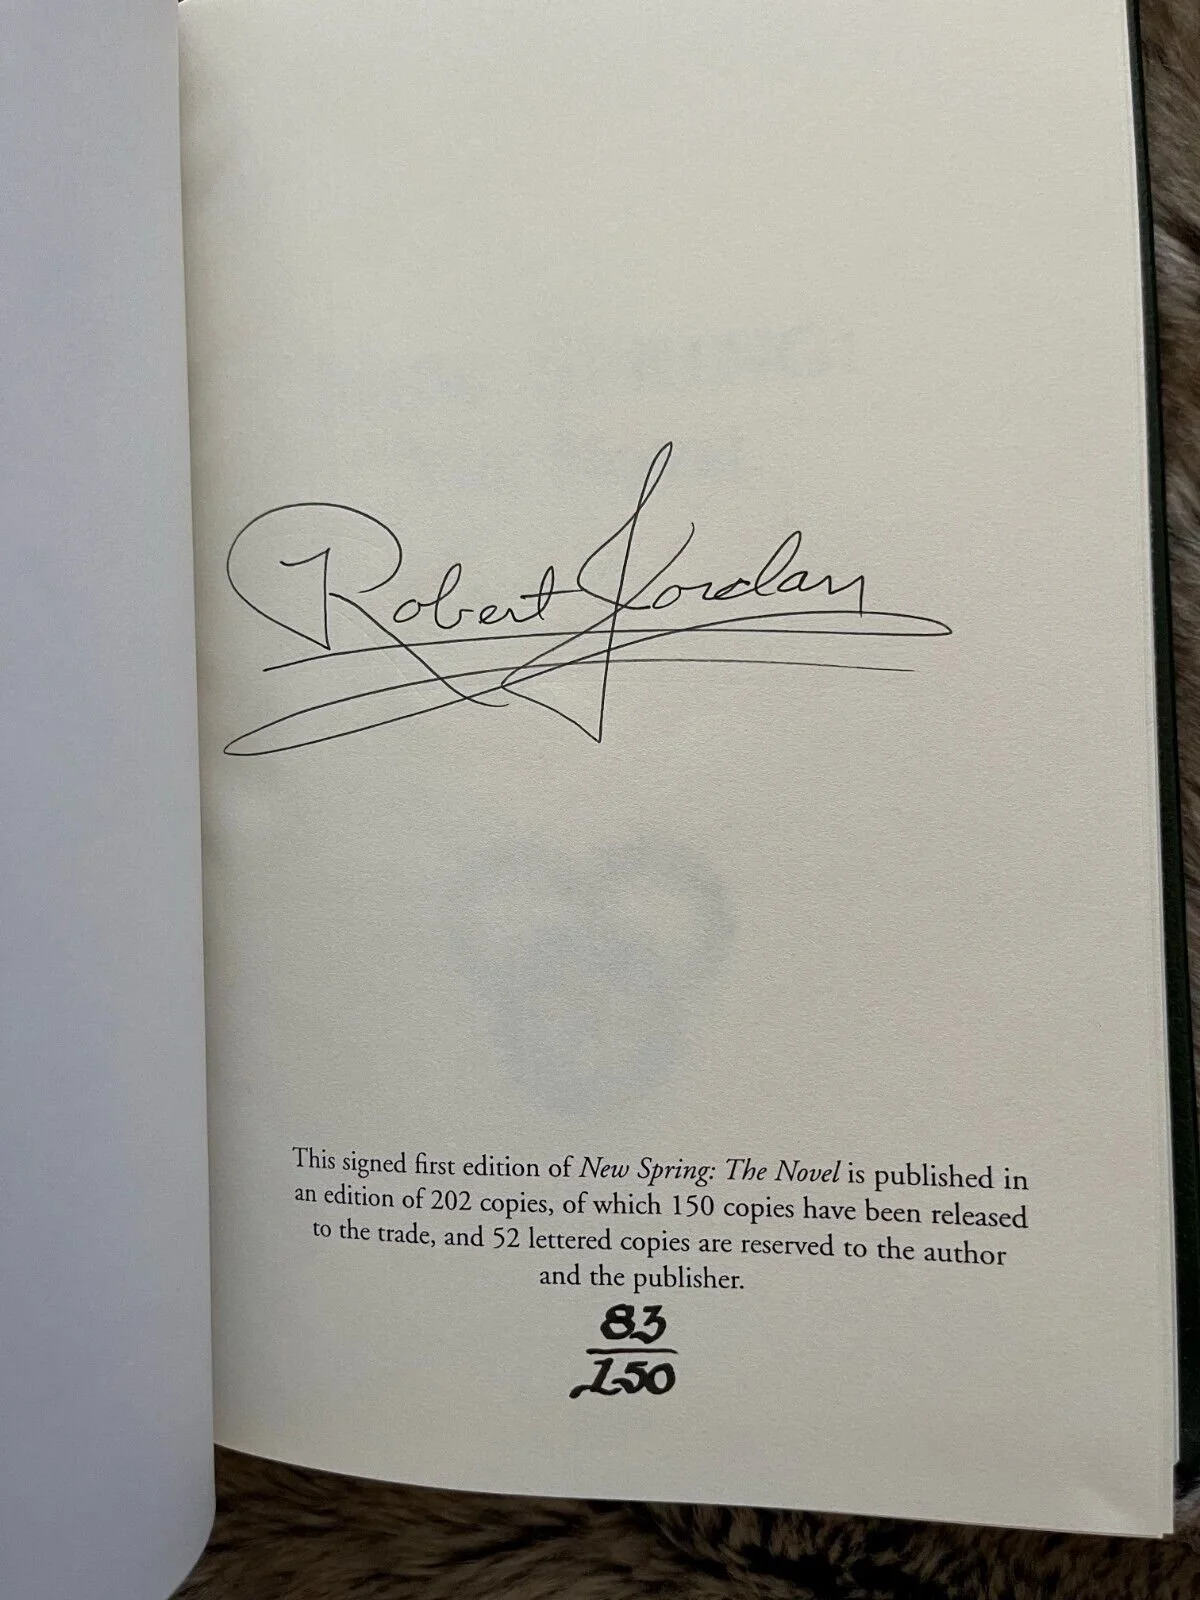 Robert Jordan
This signed first edition of New Spring: The Novel is published in
an edition of 202 copies, of which 150 copies have been released
to the trade, and 52 lettered copies are reserved to the author
and the publisher.
83
150